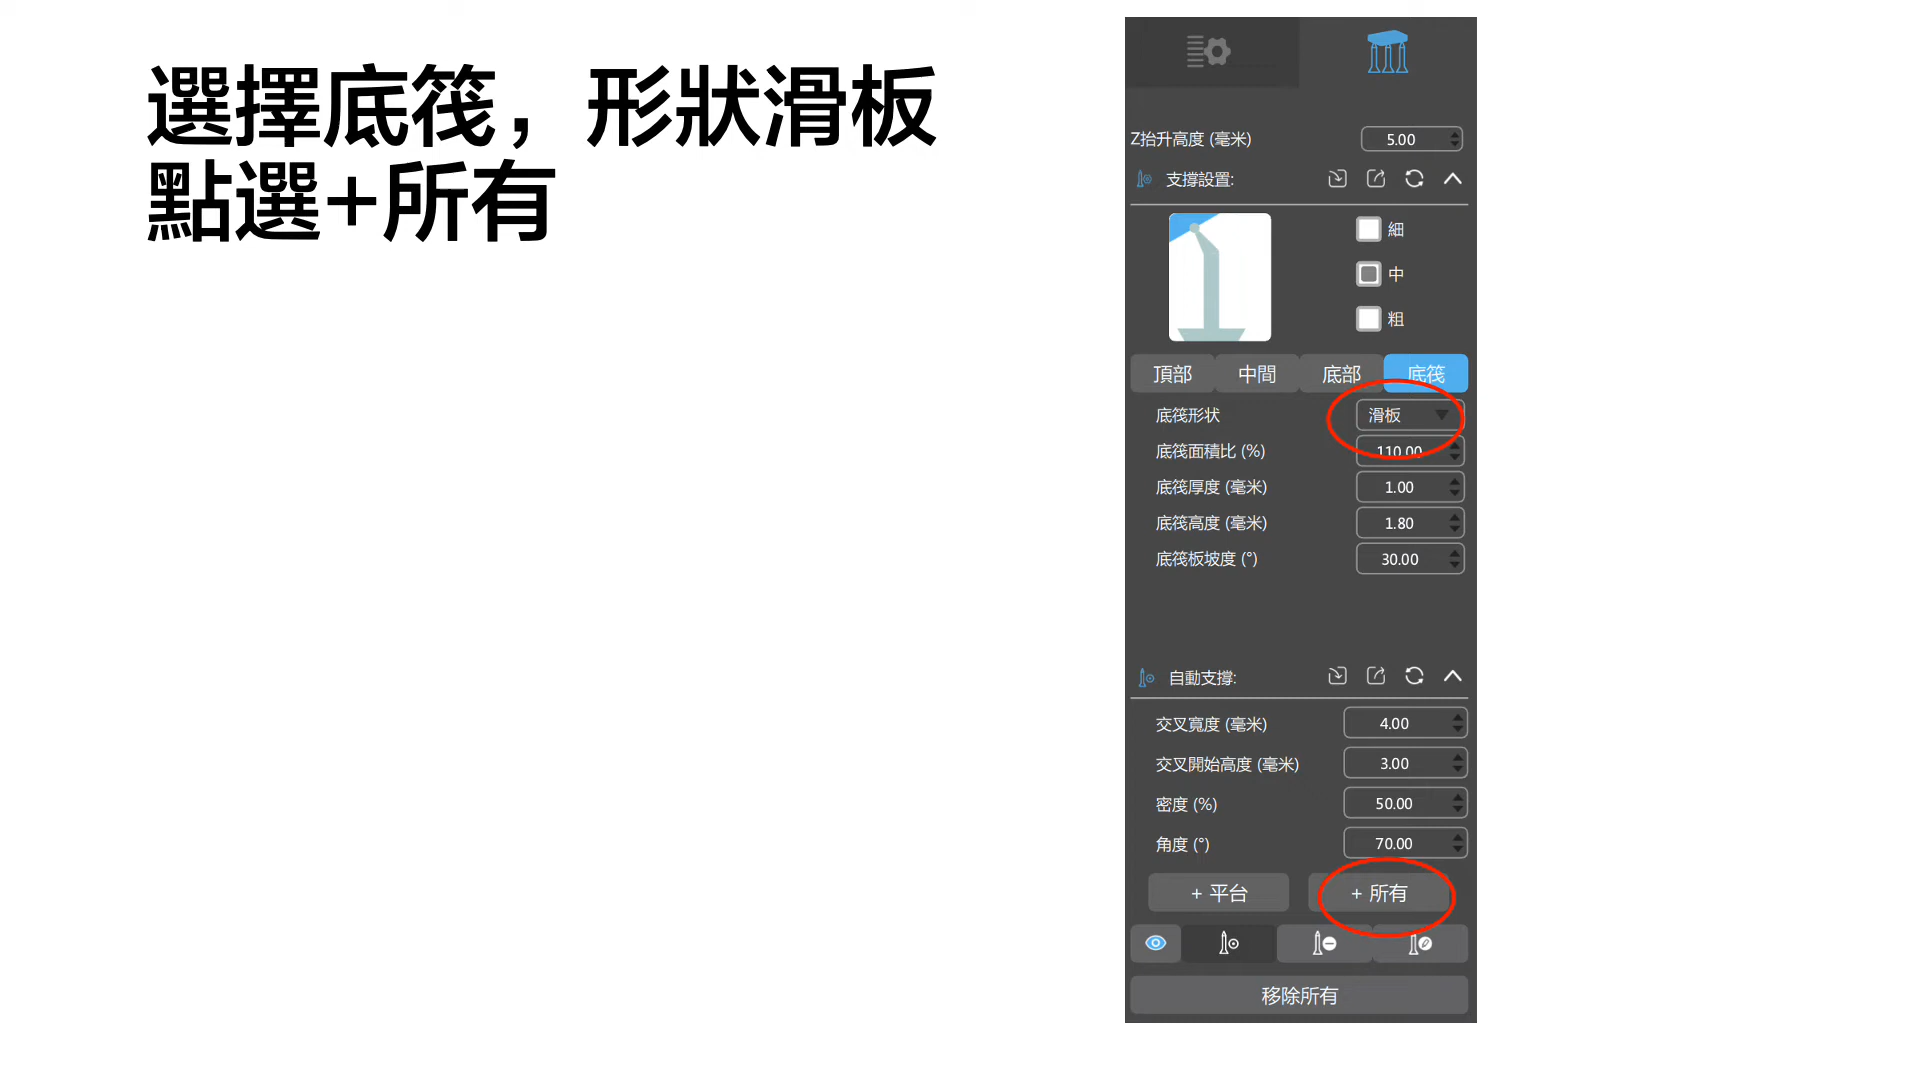 選擇底筏，形狀滑板
點選+所有
Z抬升高度 (毫米) 5.00
支撐設置:
細
中
粗
頂部 中間 底部 底筏
底筏形状 滑板
底筏面積比 (%) 110.00
底筏厚度 (毫米) 1.00
底筏高度 (毫米) 1.80
底筏板坡度 (°) 30.00
自動支撐:
交叉寬度 (毫米) 4.00
交叉開始高度 (毫米) 3.00
密度 (%) 50.00
角度 (°) 70.00
+ 平台 + 所有
移除所有